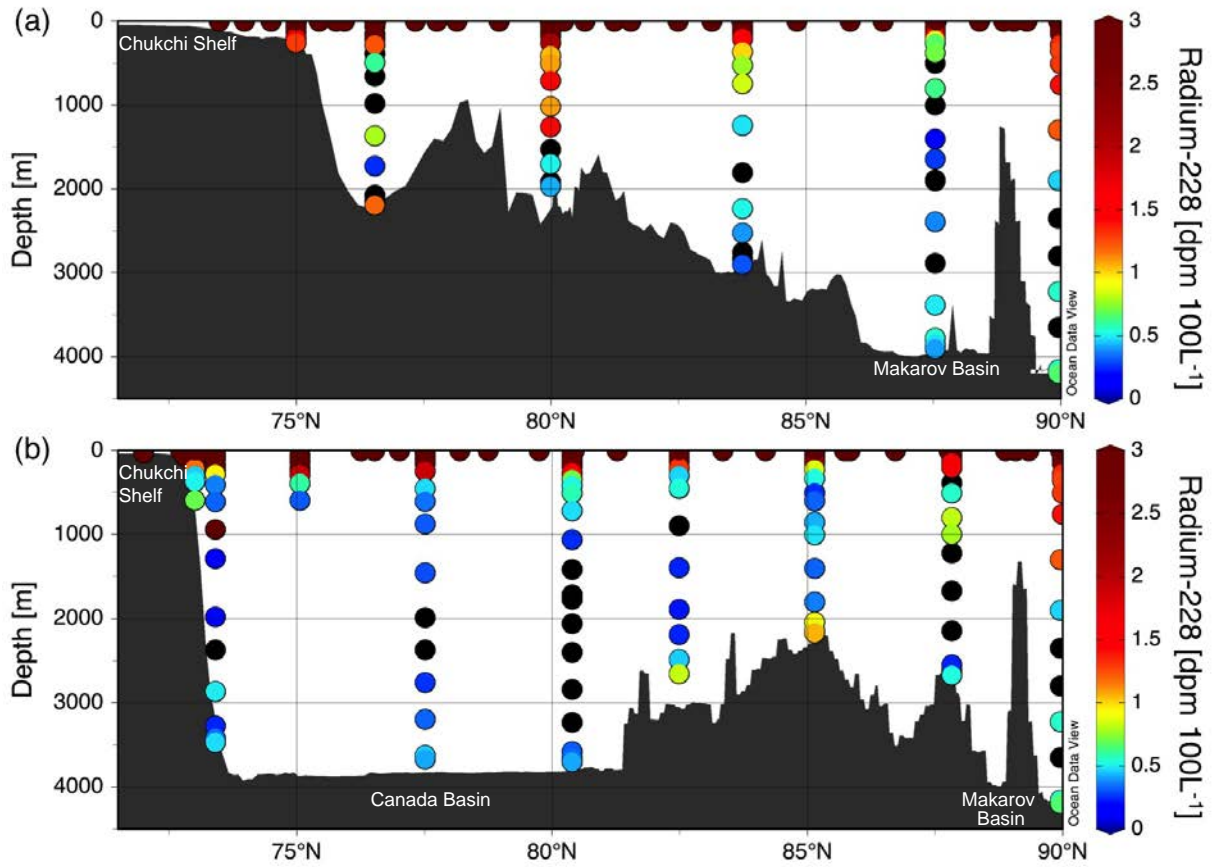 (a)
0
1000
2000
3000
4000
Depth [m]
Chukchi Shelf
Makarov Basin
75°N
80°N
85°N
90°N
Ocean Data View
3
2.5
2
1.5
1
0.5
0
Radium-228 [dpm 100L⁻¹]
(b)
0
1000
2000
3000
4000
Depth [m]
Chukchi
Shelf
Canada Basin
Makarov
Basin
75°N
80°N
85°N
90°N
Ocean Data View
3
2.5
2
1.5
1
0.5
0
Radium-228 [dpm 100L⁻¹]